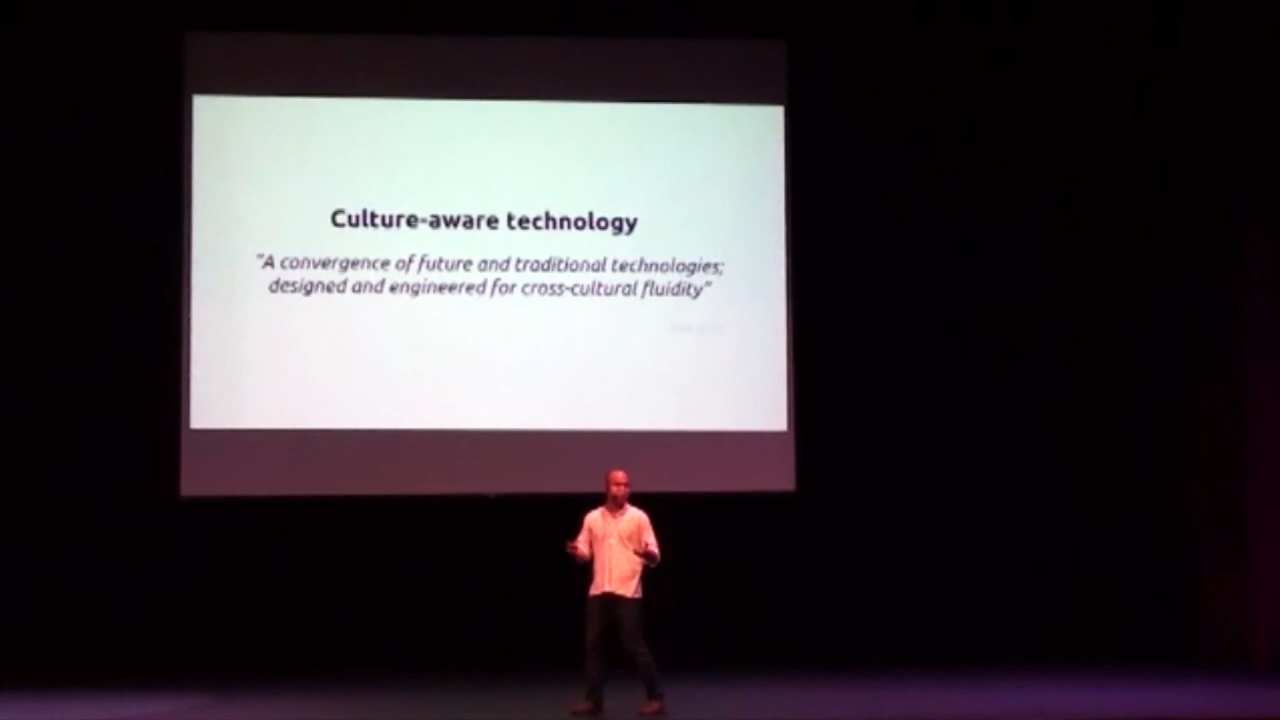 Culture-aware technology
"A convergence of future and traditional technologies;
designed and engineered for cross-cultural fluidity"